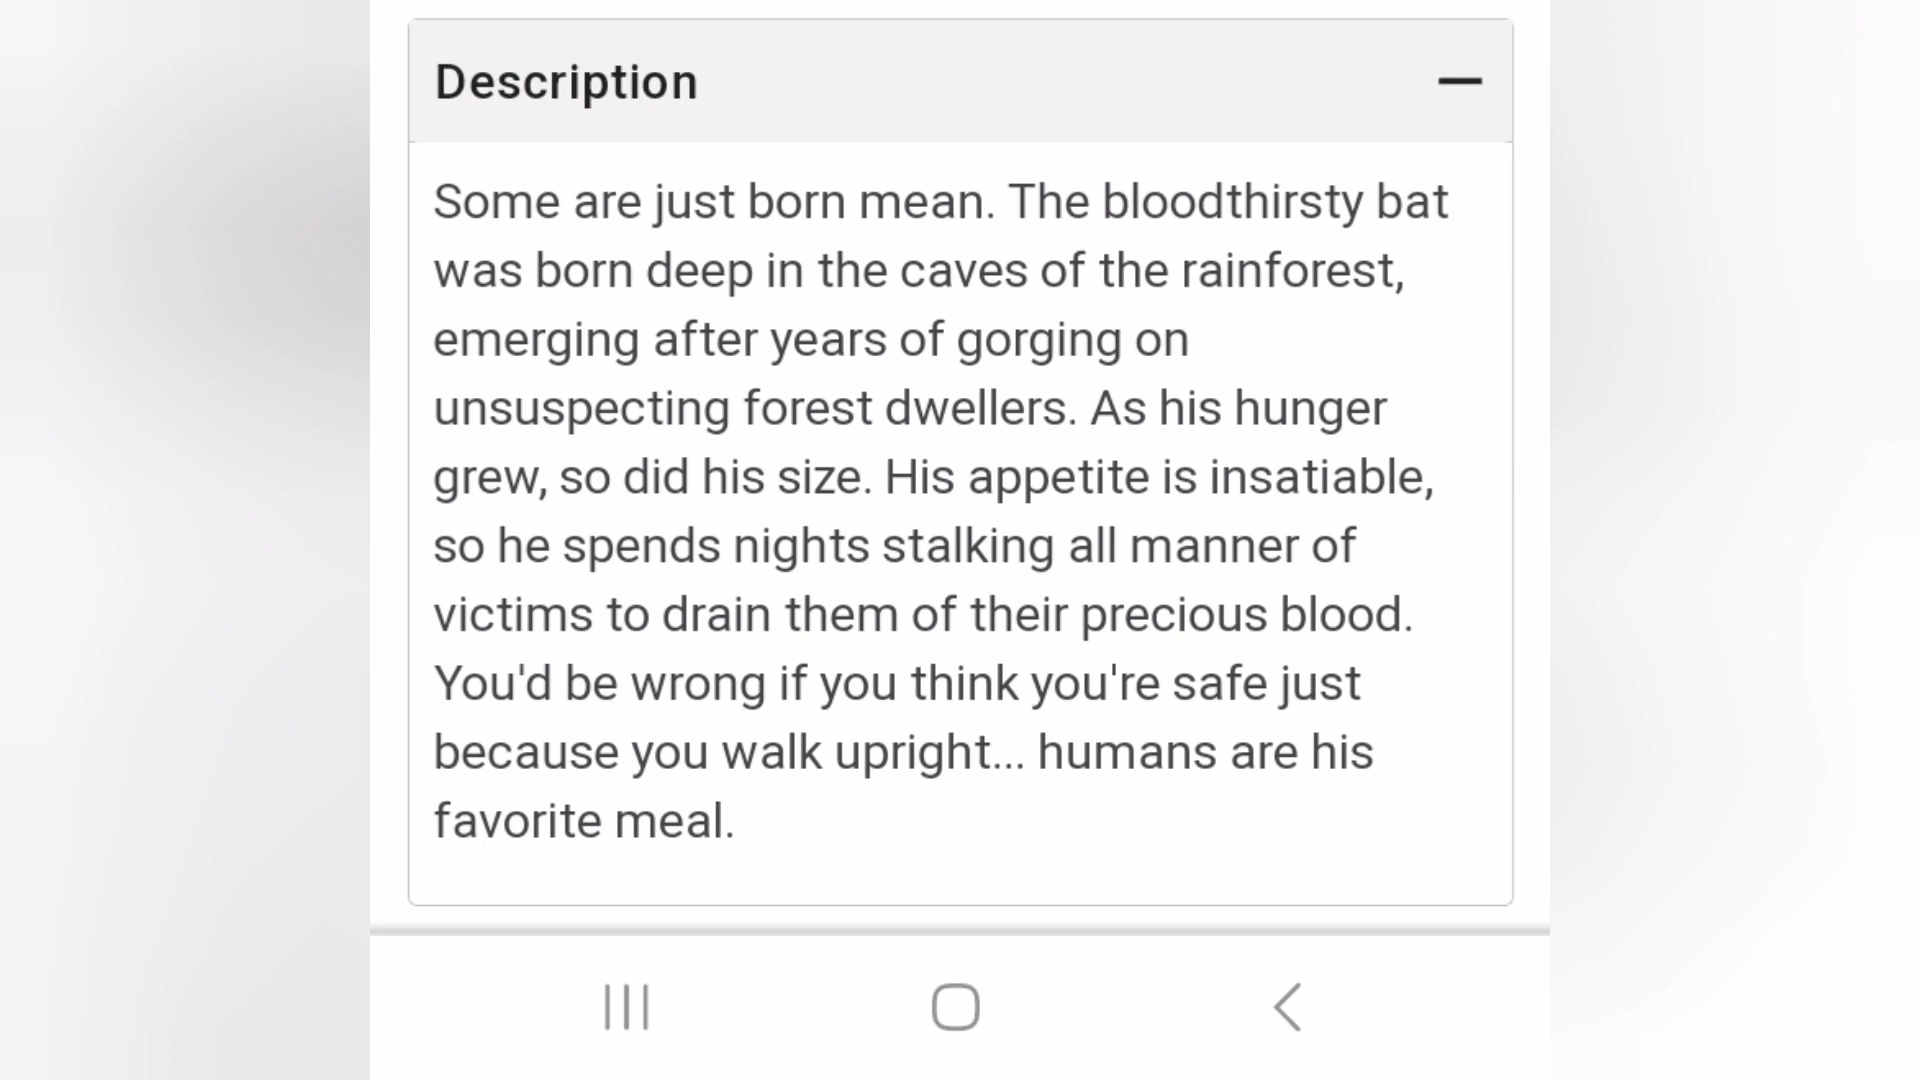 Description
Some are just born mean. The bloodthirsty bat
was born deep in the caves of the rainforest,
emerging after years of gorging on
unsuspecting forest dwellers. As his hunger
grew, so did his size. His appetite is insatiable,
so he spends nights stalking all manner of
victims to drain them of their precious blood.
You'd be wrong if you think you're safe just
because you walk upright... humans are his
favorite meal.